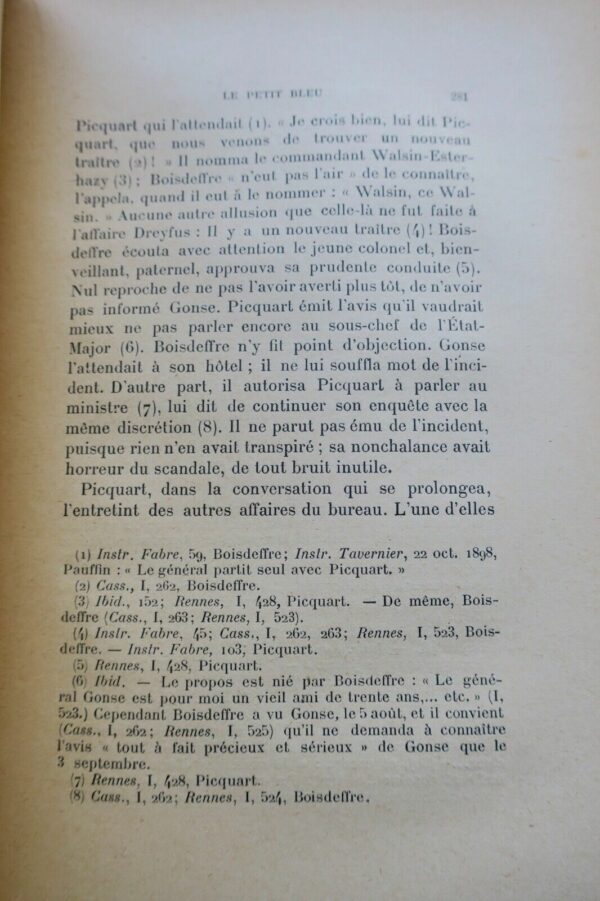 LE PETIT BLEU 281
Picquart qui l'attendait (1). « Je crois bien, lui dit Pic-
quart, que nous venons de trouver un nouveau
traître (2) ! » Il nomma le commandant Walsin-Ester-
hazy (3) ; Boisdeffre « n'eut pas l'air » de le connaître,
l'appela, quand il eut à le nommer : « Walsin, ce Wal-
sin. » Aucune autre allusion que celle-là ne fut faite à
l'affaire Dreyfus : Il y a un nouveau traître (4) ! Bois-
deffre écouta avec attention le jeune colonel et, bien-
veillant, paternel, approuva sa prudente conduite (5).
Nul reproche de ne pas l'avoir averti plus tôt, de n'avoir
pas informé Gonse. Picquart émit l'avis qu'il vaudrait
mieux ne pas parler encore au sous-chef de l'État-
Major (6). Boisdeffre n'y fit point d'objection. Gonse
l'attendait à son hôtel ; il ne lui souffla mot de l'inci-
dent. D'autre part, il autorisa Picquart à parler au
ministre (7), lui dit de continuer son enquête avec la
même discrétion (8). Il ne parut pas ému de l'incident,
puisque rien n'en avait transpiré ; sa nonchalance avait
horreur du scandale, de tout bruit inutile.
Picquart, dans la conversation qui se prolongea,
l'entretint des autres affaires du bureau. L'une d'elles
(1) Instr. Fabre, 59, Boisdeffre; Instr. Tavernier, 22 oct. 1898,
Pauffin : « Le général partit seul avec Picquart. »
(2) Cass., I, 262, Boisdeffre.
(3) Ibid., 152; Rennes, I, 428, Picquart. — De même, Bois-
deffre (Cass., I, 263; Rennes, I, 523).
(4) Instr. Fabre, 45; Cass., I, 262, 263; Rennes, I, 523, Bois-
deffre. — Instr. Fabre, 103, Picquart.
(5) Rennes, I, 428, Picquart.
(6) Ibid. — Le propos est nié par Boisdeffre : « Le géné-
ral Gonse est pour moi un vieil ami de trente ans,... etc. » (I,
523.) Cependant Boisdeffre a vu Gonse, le 5 août, et il convient
(Cass., I, 262; Rennes, I, 525) qu'il ne demanda à connaître
l'avis « tout à fait précieux et sérieux » de Gonse que le
3 septembre.
(7) Rennes, I, 428, Picquart.
(8) Cass., I, 262; Rennes, I, 524, Boisdeffre.